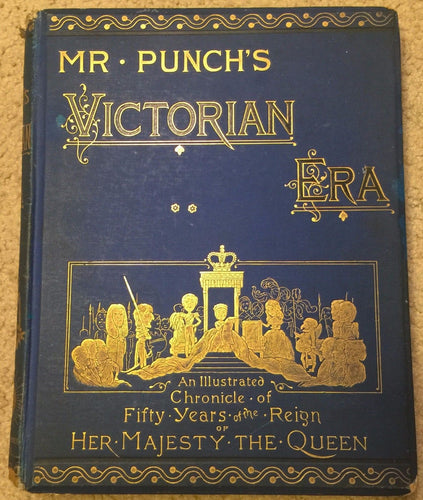 MR · PUNCH'S
VICTORIAN
ERA
An Illustrated
Chronicle · of
Fifty · Years · of · the · Reign
OF
HER · MAJESTY · THE · QUEEN